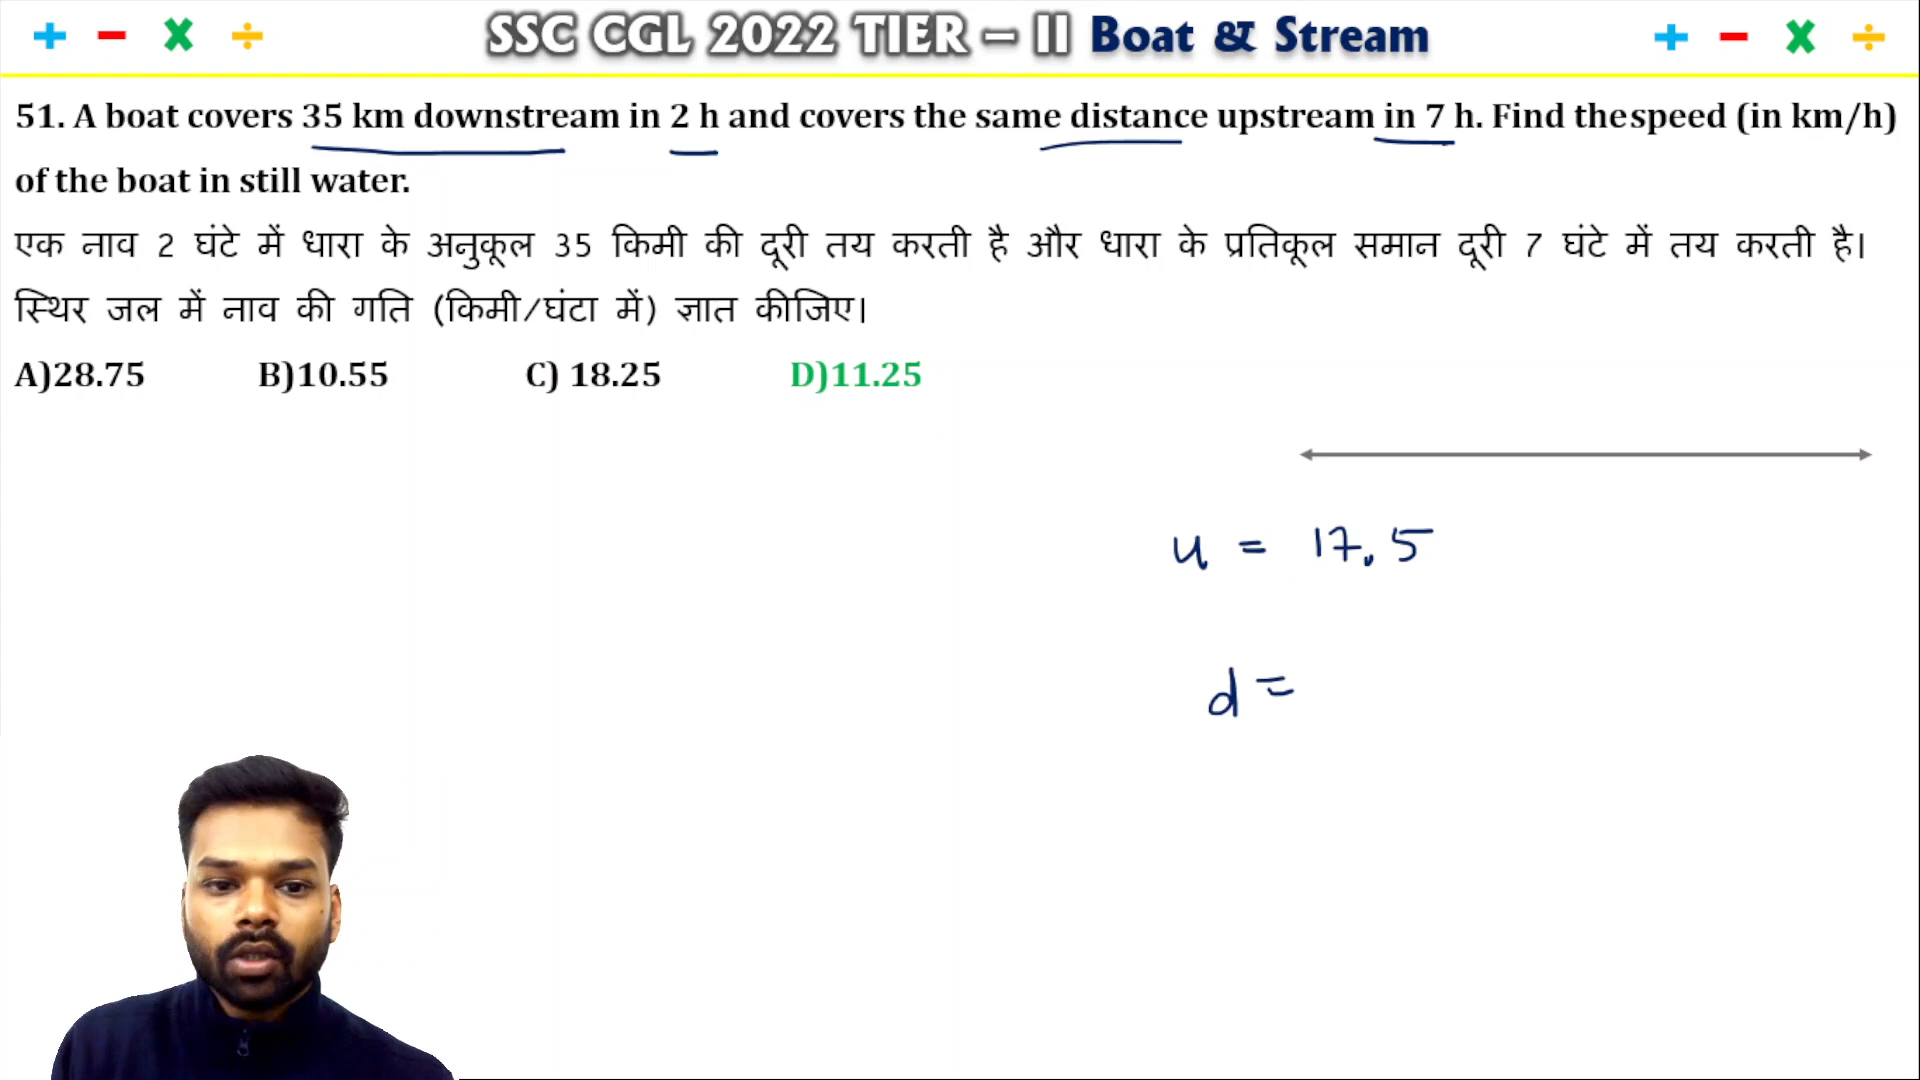 + − × ÷ SSC CGL 2022 TIER – II Boat & Stream + − × ÷
51. A boat covers 35 km downstream in 2 h and covers the same distance upstream in 7 h. Find the speed (in km/h)
of the boat in still water.
एक नाव 2 घंटे में धारा के अनुकूल 35 किमी की दूरी तय करती है और धारा के प्रतिकूल समान दूरी 7 घंटे में तय करती है।
स्थिर जल में नाव की गति (किमी/घंटा में) ज्ञात कीजिए।
A)28.75 B)10.55 C) 18.25 D)11.25
u = 17.5
d =